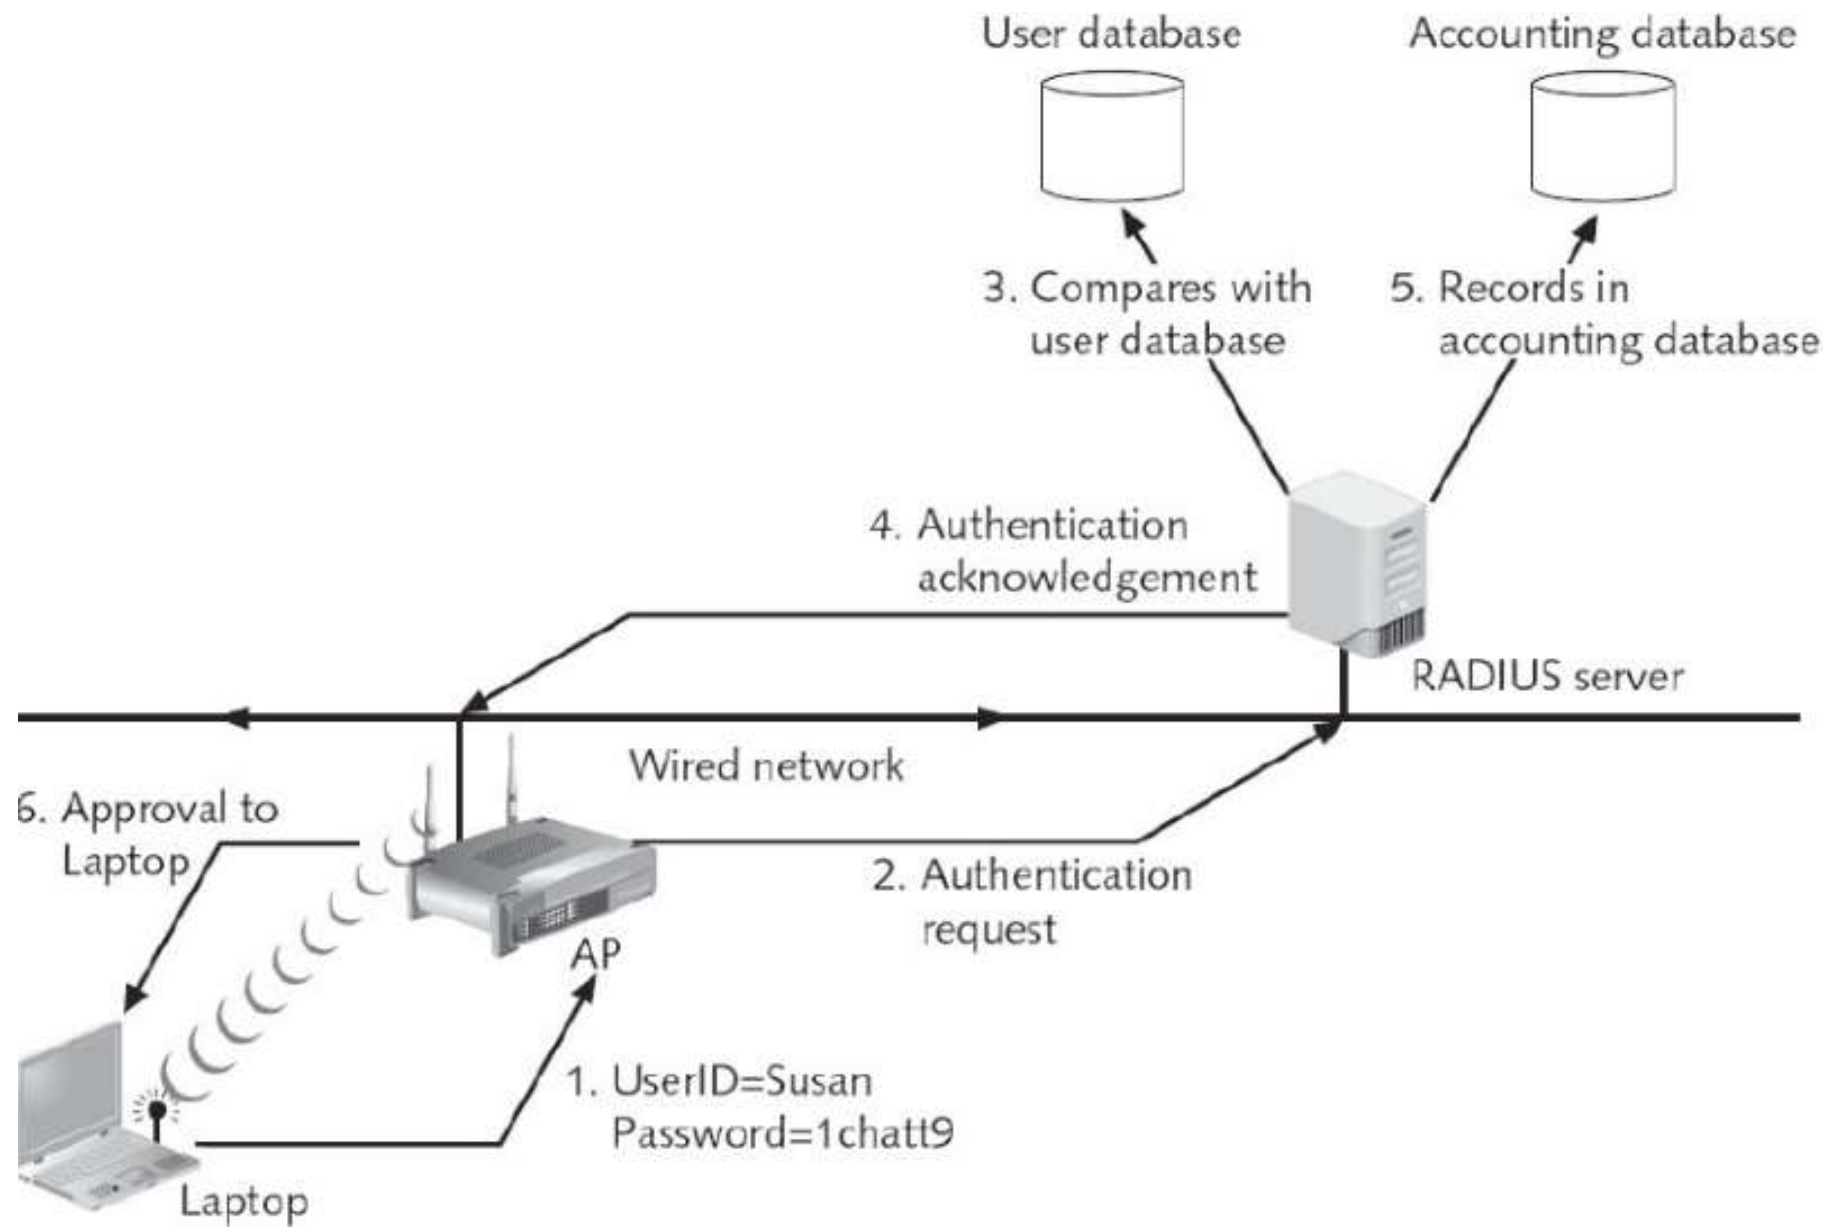 User database
Accounting database
3. Compares with
user database
5. Records in
accounting database
4. Authentication
acknowledgement
RADIUS server
Wired network
6. Approval to
Laptop
2. Authentication
request
AP
1. UserID=Susan
Password=1chatt9
Laptop